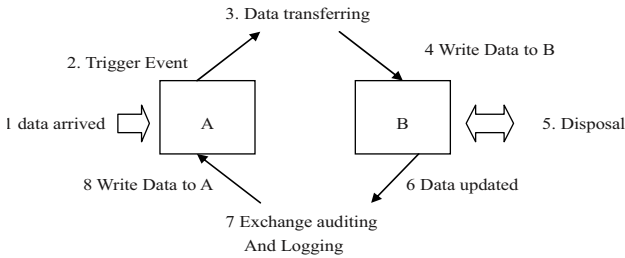 3. Data transferring
2. Trigger Event
4 Write Data to B
1 data arrived
A
B
5. Disposal
8 Write Data to A
6 Data updated
7 Exchange auditing
And Logging